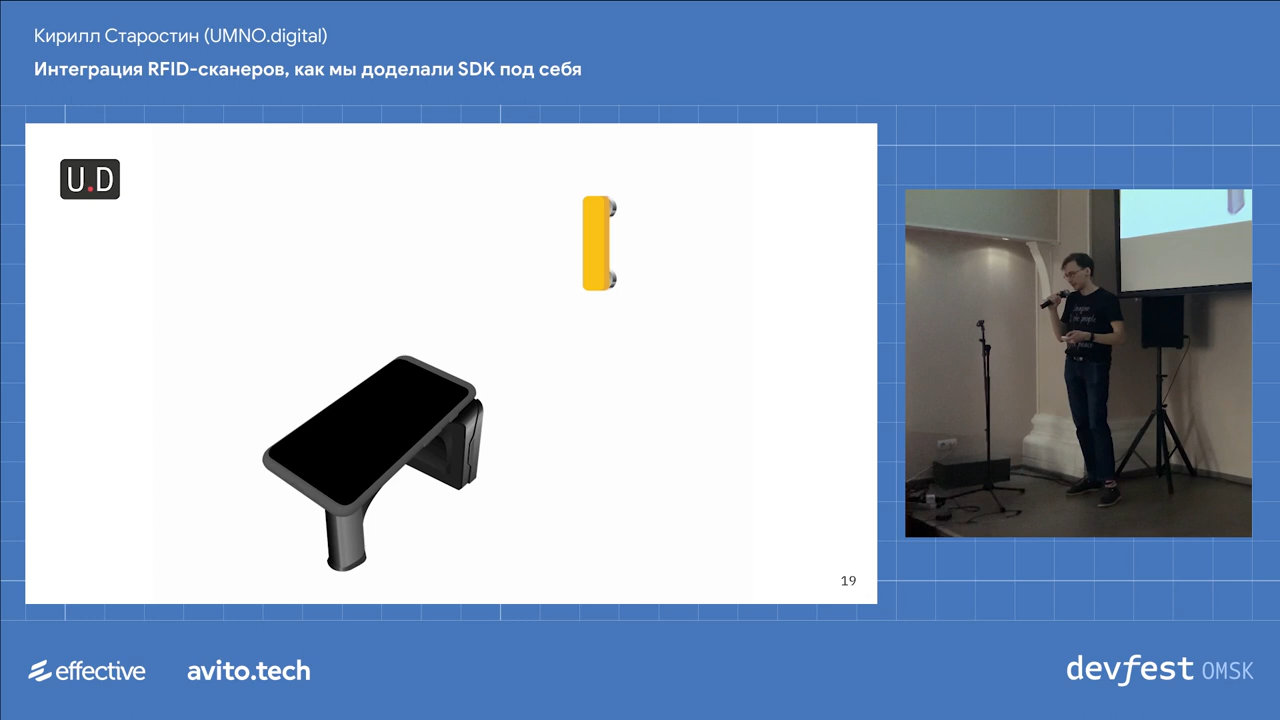 Кирилл Старостин (UMNO.digital)
Интеграция RFID-сканеров, как мы доделали SDK под себя
U.D
19
effective
avito.tech
devfest OMSK